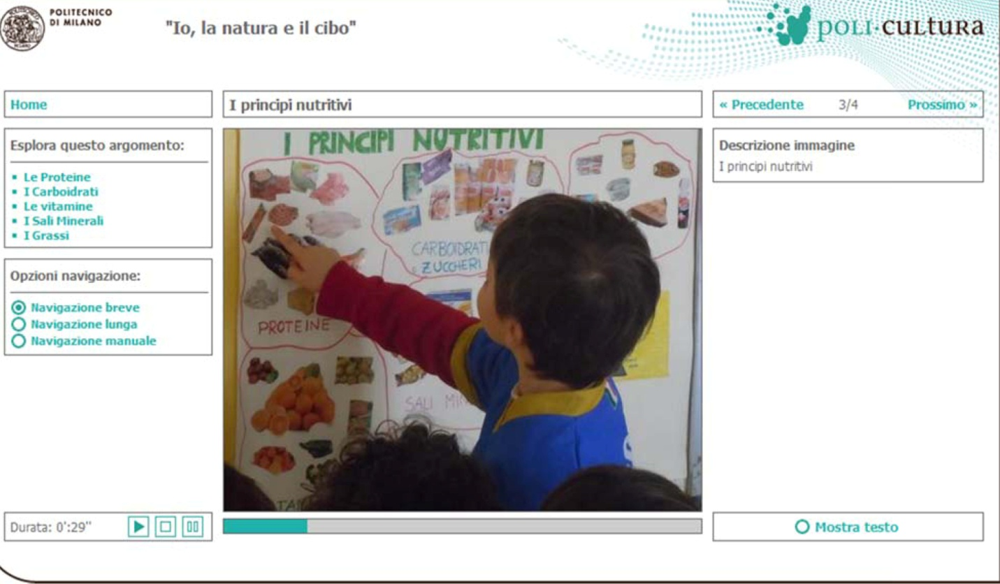 POLITECNICO
DI MILANO
"Io, la natura e il cibo"
POLI·CULTURA
Home
I principi nutritivi
« Precedente 3/4 Prossimo »
Esplora questo argomento:
Le Proteine
I Carboidrati
Le vitamine
I Sali Minerali
I Grassi
Opzioni navigazione:
Navigazione breve
Navigazione lunga
Navigazione manuale
I PRINCIPI NUTRITIVI
CARBOIDRATI
E ZUCCHERI
PROTEINE
SALI
Descrizione immagine
I principi nutritivi
Durata: 0':29"
Mostra testo